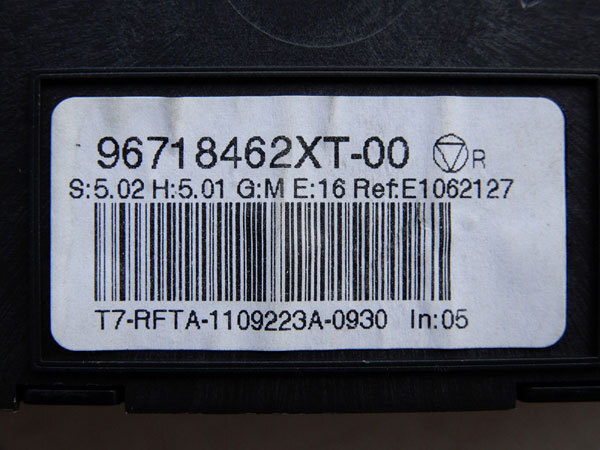 96718462XT-00 R
S:5.02 H:5.01 G:M E:16 Ref:E1062127
T7-RFTA-1109223A-0930 In:05